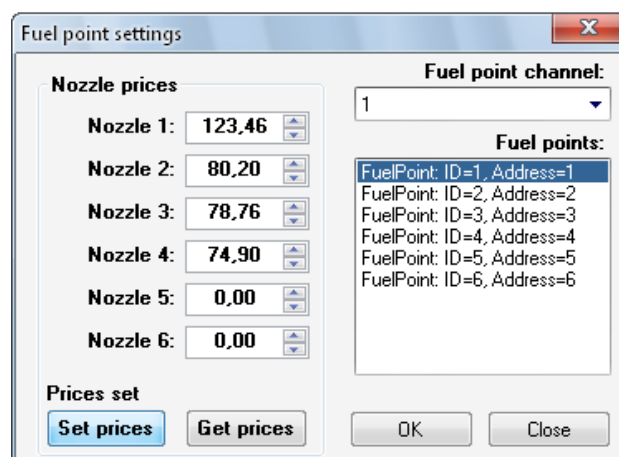 Fuel point settings
Nozzle prices
Nozzle 1: 123,46
Nozzle 2: 80,20
Nozzle 3: 78,76
Nozzle 4: 74,90
Nozzle 5: 0,00
Nozzle 6: 0,00
Prices set
Set prices Get prices
Fuel point channel:
1
Fuel points:
FuelPoint: ID=1, Address=1
FuelPoint: ID=2, Address=2
FuelPoint: ID=3, Address=3
FuelPoint: ID=4, Address=4
FuelPoint: ID=5, Address=5
FuelPoint: ID=6, Address=6
OK Close